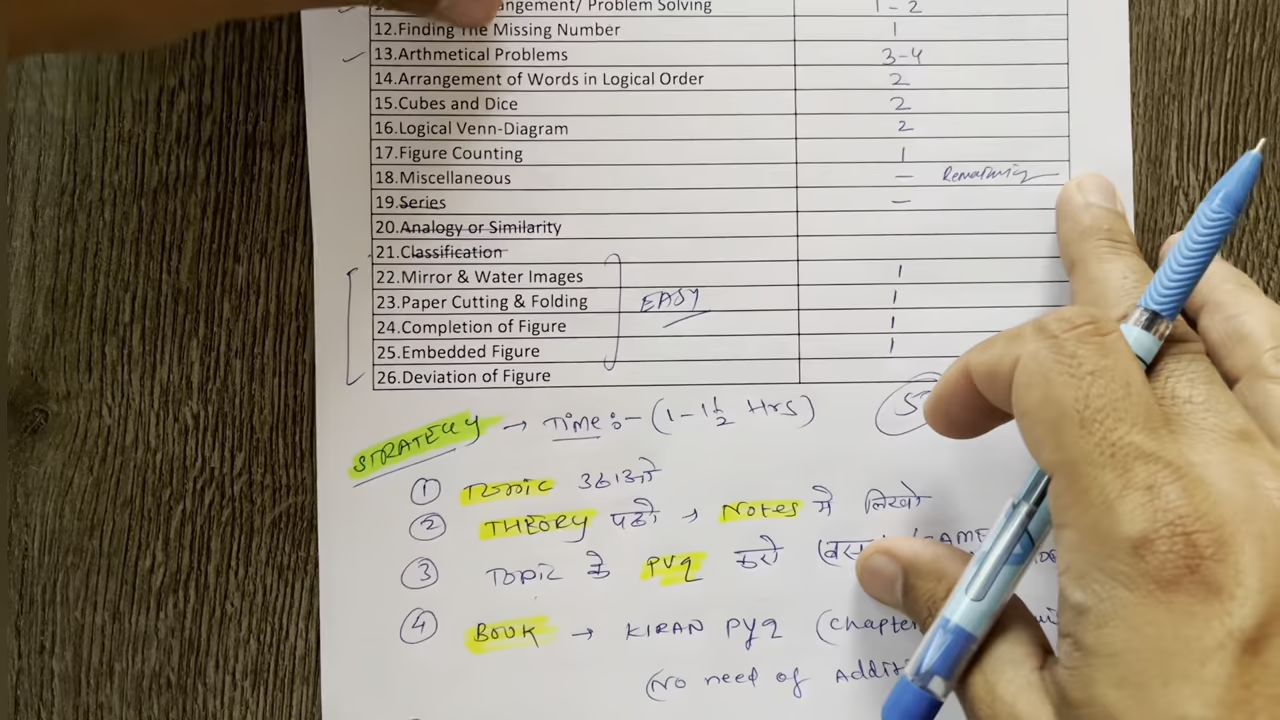 angement/ Problem Solving 1-2
12.Finding The Missing Number 1
13.Arthmetical Problems 3-4
14.Arrangement of Words in Logical Order 2
15.Cubes and Dice 2
16.Logical Venn-Diagram 2
17.Figure Counting 1
18.Miscellaneous — Remaining
19.Series —
20.Analogy or Similarity
21.Classification
22.Mirror & Water Images 1
23.Paper Cutting & Folding EASY 1
24.Completion of Figure 1
25.Embedded Figure 1
26.Deviation of Figure
STRATEGY → Time:- (1-1½ Hrs)
① TOPIC उठाओ
② THEORY पढो → Notes मे लिखो
③ TOPIC के PYQ करो
④ BOOK → KIRAN PYQ (Chapter
(No need of Addit